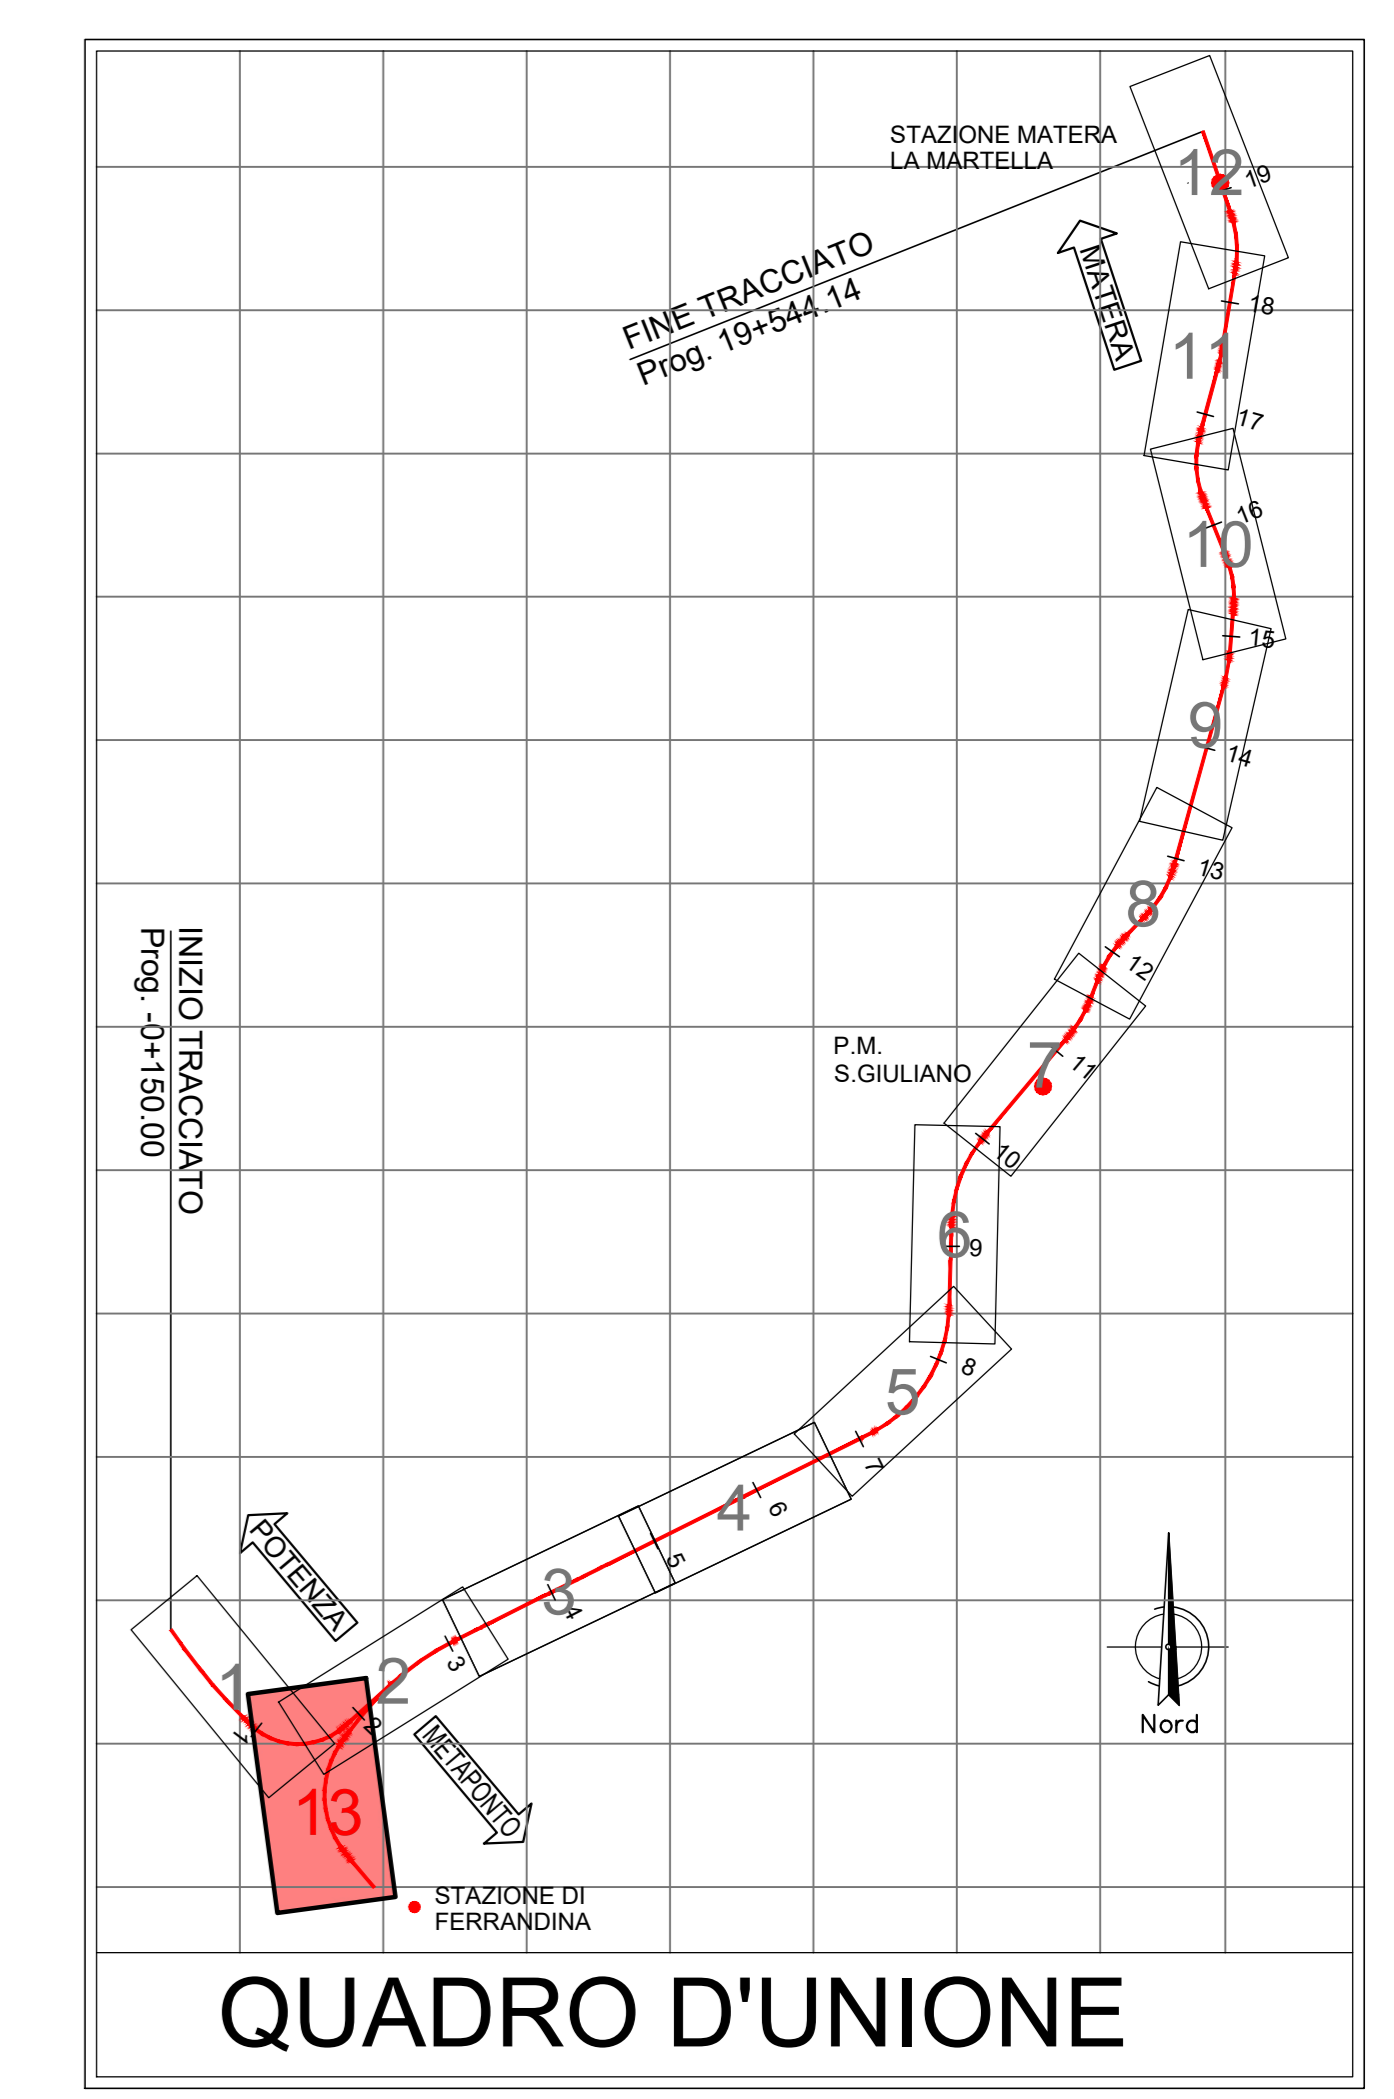 STAZIONE MATERA
LA MARTELLA
12
19
FINE TRACCIATO
Prog. 19+544.14
MATERA
18
11
17
16
10
15
9
14
13
8
12
INIZIO TRACCIATO
Prog. -0+150.00
P.M.
S.GIULIANO
7
11
10
6
9
8
5
7
4
6
5
3
4
POTENZA
3
2
1
2
1
METAPONTO
13
Nord
STAZIONE DI
FERRANDINA
QUADRO D'UNIONE